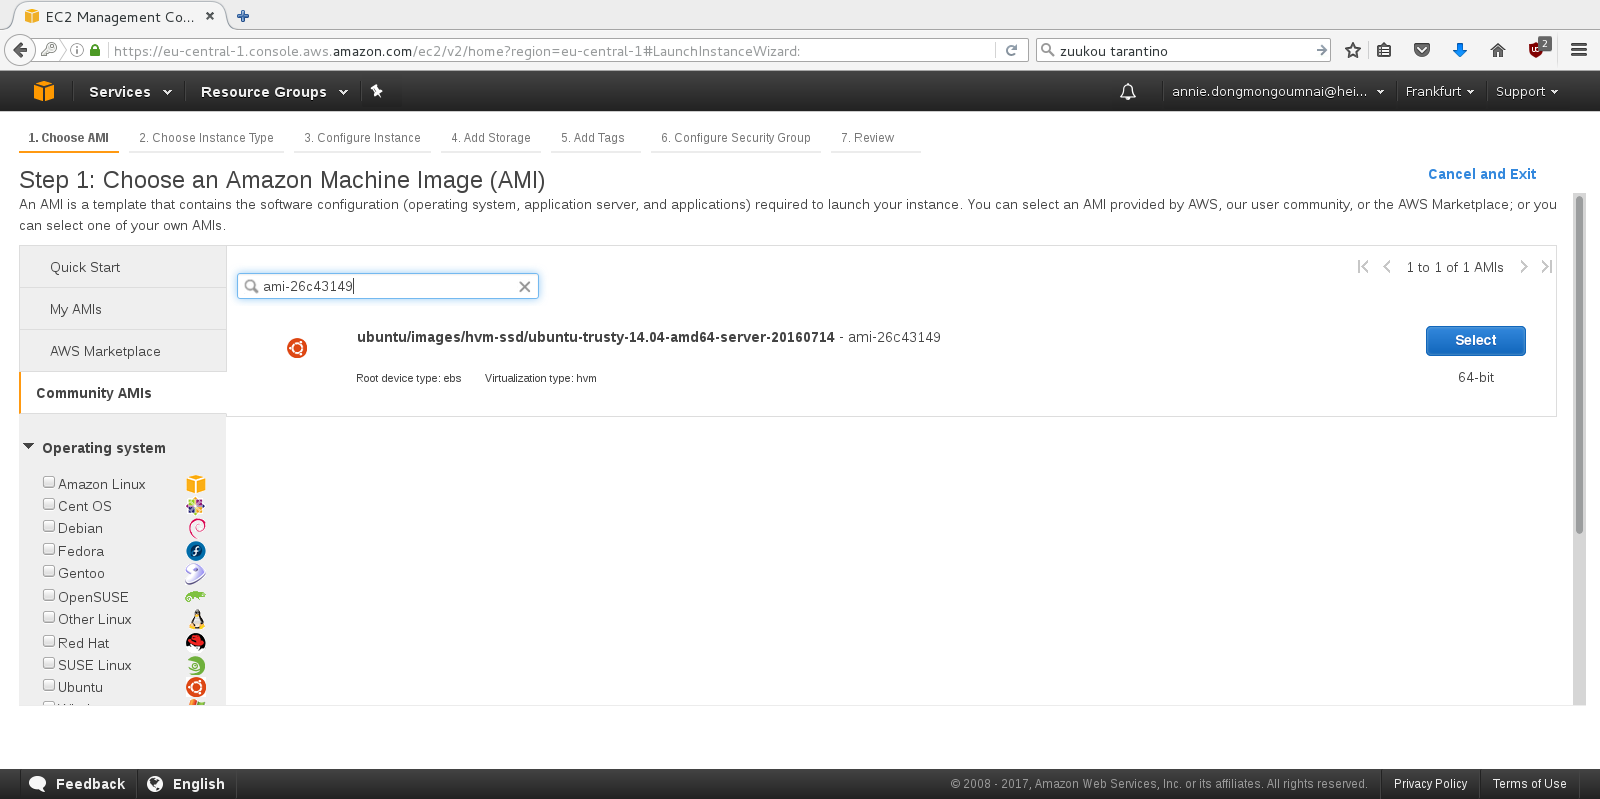 EC2 Management Co...
https://eu-central-1.console.aws.amazon.com/ec2/v2/home?region=eu-central-1#LaunchInstanceWizard:
zuukou tarantino
2
Services
Resource Groups
annie.dongmongoumnai@hei...
Frankfurt
Support
1. Choose AMI
2. Choose Instance Type
3. Configure Instance
4. Add Storage
5. Add Tags
6. Configure Security Group
7. Review
Step 1: Choose an Amazon Machine Image (AMI)
Cancel and Exit
An AMI is a template that contains the software configuration (operating system, application server, and applications) required to launch your instance. You can select an AMI provided by AWS, our user community, or the AWS Marketplace; or you
can select one of your own AMIs.
Quick Start
My AMIs
AWS Marketplace
Community AMIs
ami-26c43149
1 to 1 of 1 AMIs
ubuntu/images/hvm-ssd/ubuntu-trusty-14.04-amd64-server-20160714 - ami-26c43149
Root device type: ebs
Virtualization type: hvm
Select
64-bit
Operating system
Amazon Linux
Cent OS
Debian
Fedora
Gentoo
OpenSUSE
Other Linux
Red Hat
SUSE Linux
Ubuntu
Feedback
English
© 2008 - 2017, Amazon Web Services, Inc. or its affiliates. All rights reserved.
Privacy Policy
Terms of Use